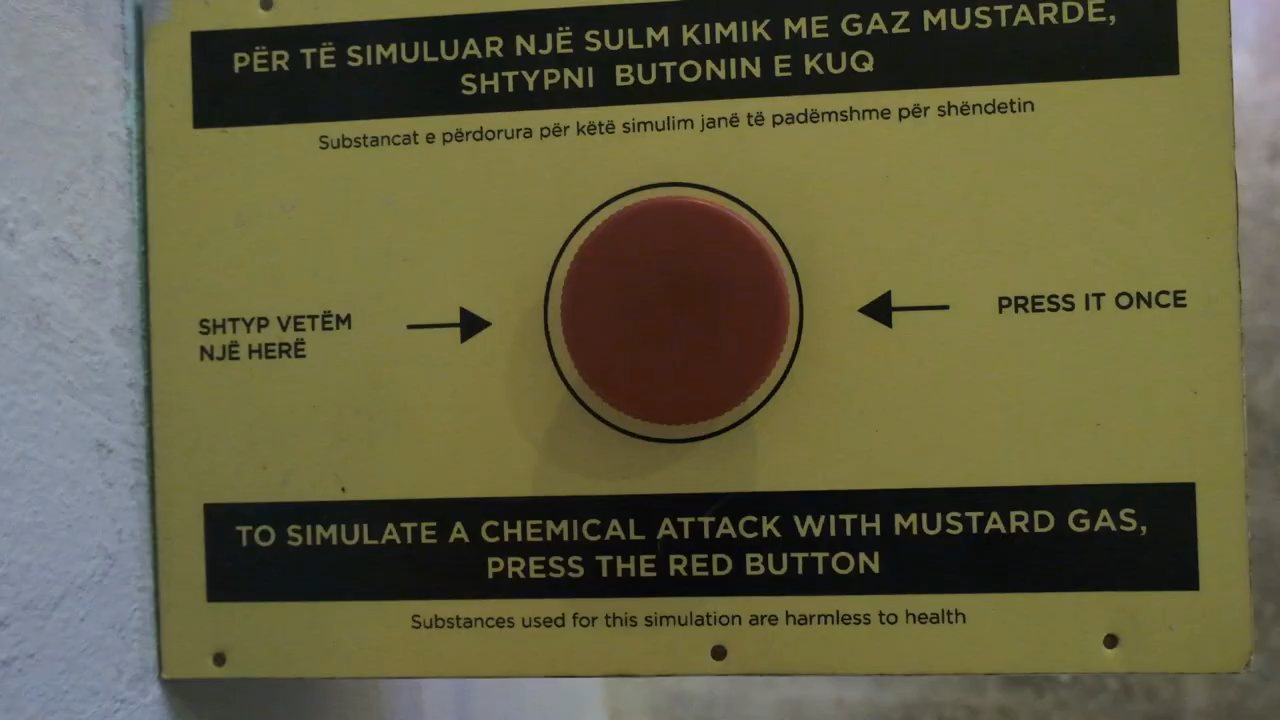 PËR TË SIMULUAR NJË SULM KIMIK ME GAZ MUSTARDË,
SHTYPNI BUTONIN E KUQ
Substancat e përdorura për këtë simulim janë të padëmshme për shëndetin
SHTYP VETËM
NJË HERË
PRESS IT ONCE
TO SIMULATE A CHEMICAL ATTACK WITH MUSTARD GAS,
PRESS THE RED BUTTON
Substances used for this simulation are harmless to health